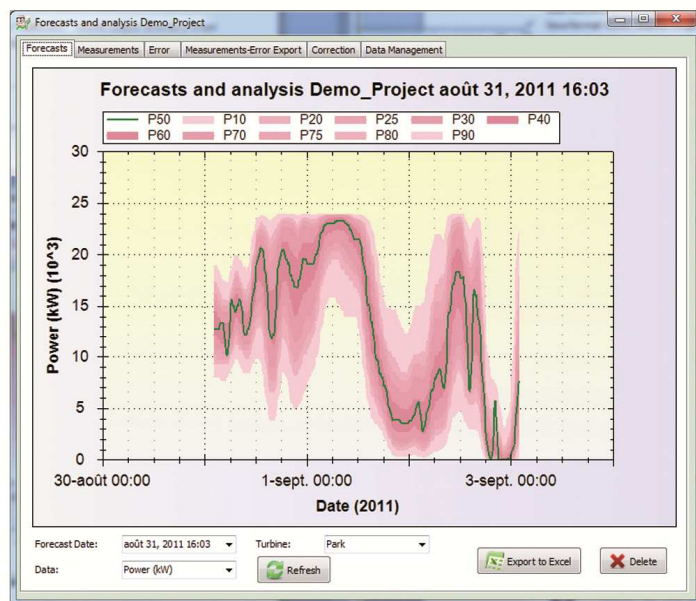 Forecasts and analysis Demo_Project
Forecasts Measurements Error Measurements-Error Export Correction Data Management
Forecasts and analysis Demo_Project août 31, 2011 16:03
P50 P10 P20 P25 P30 P40
P60 P70 P75 P80 P90
30
25
20
15
10
5
0
Power (kW) (10^3)
30-août 00:00 1-sept. 00:00 3-sept. 00:00
Date (2011)
Forecast Date: août 31, 2011 16:03 Turbine: Park
Data: Power (kW) Refresh Export to Excel Delete